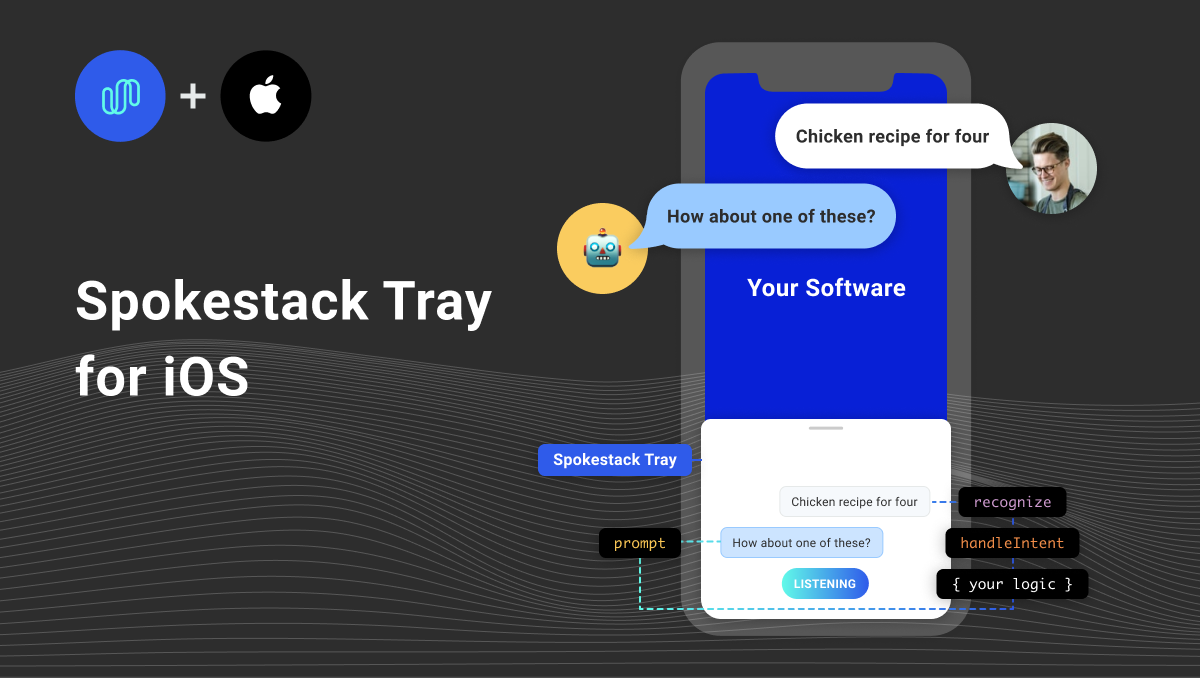 Spokestack Tray
for iOS
Chicken recipe for four
How about one of these?
Your Software
Spokestack Tray
Chicken recipe for four
recognize
prompt
How about one of these?
handleIntent
LISTENING
{ your logic }